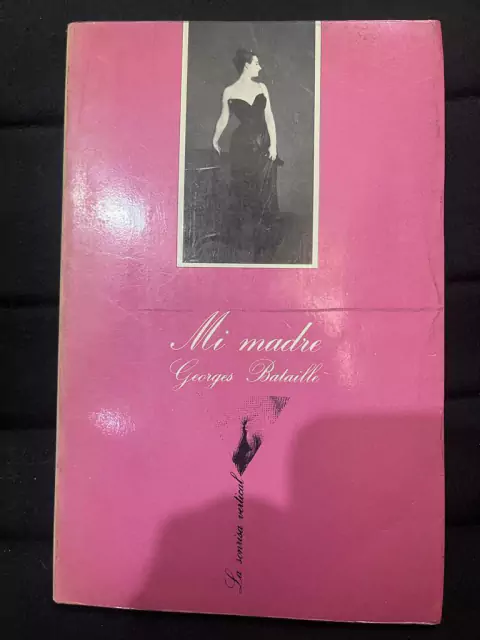 Mi madre
Georges Bataille
La sonrisa vertical